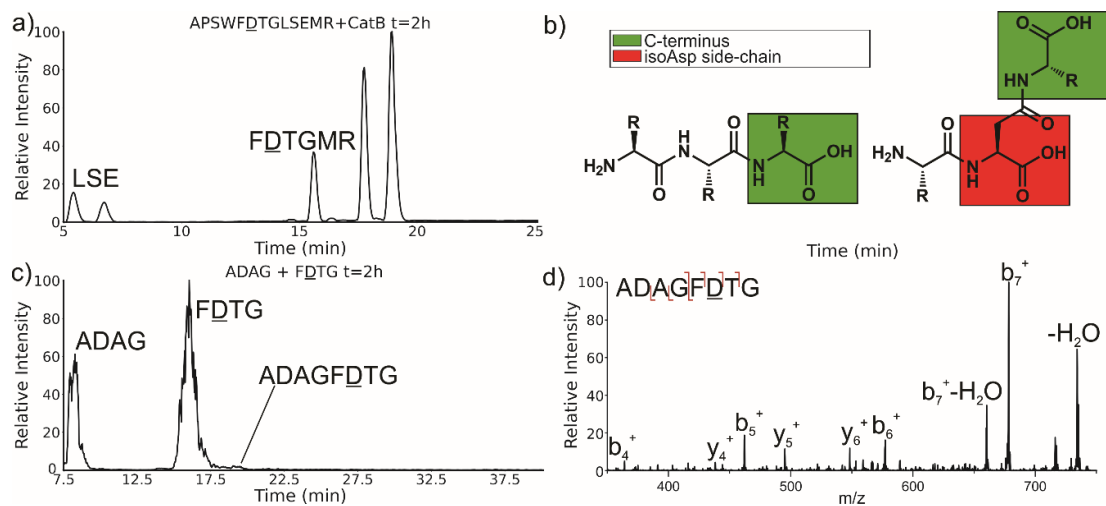 a)
APSWFDTGLSEMR+CatB t=2h
Relative Intensity
100
80
60
40
20
0
LSE
FDTGMR
5
10
15
20
25
Time (min)
b)
C-terminus
isoAsp side-chain
H2N
R
O
H
N
R
O
N
H
R
O
OH
O
OH
R
NH
O
H2N
R
O
N
H
O
OH
Time (min)
c)
ADAG + FDTG t=2h
Relative Intensity
100
80
60
40
20
0
ADAG
FDTG
ADAGFDTG
7.5
17.5
22.5
27.5
32.5
37.5
Time (min)
d)
ADAGFDTG
Relative Intensity
100
80
60
40
20
0
b4+
y4+
b5+
y5+
y6+
b6+
b7+-H2O
b7+
-H2O
400
500
600
700
m/z